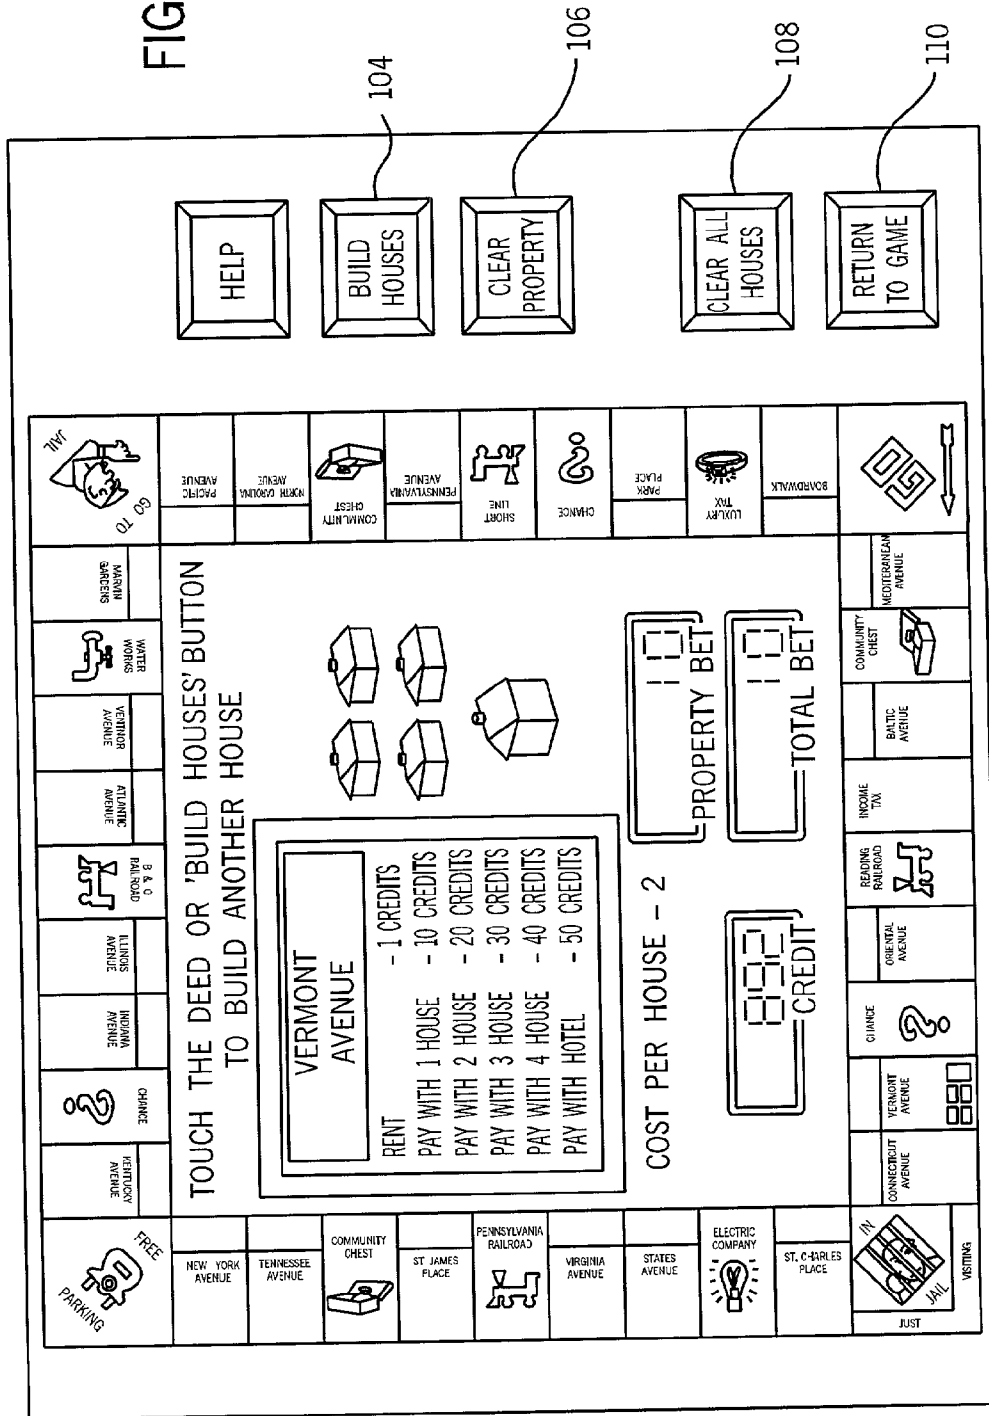 FIG
FREE
PARKING
KENTUCKY
AVENUE
CHANCE
INDIANA
AVENUE
ILLINOIS
AVENUE
B & O
RAILROAD
ATLANTIC
AVENUE
VENTNOR
AVENUE
WATER
WORKS
MARVIN
GARDENS
GO TO
JAIL
NEW YORK
AVENUE
TENNESSEE
AVENUE
COMMUNITY
CHEST
ST JAMES
PLACE
PENNSYLVANIA
RAILROAD
VIRGINIA
AVENUE
STATES
AVENUE
ELECTRIC
COMPANY
ST. CHARLES
PLACE
TOUCH THE DEED OR 'BUILD HOUSES' BUTTON
TO BUILD ANOTHER HOUSE
VERMONT
AVENUE
RENT - 1 CREDITS
PAY WITH 1 HOUSE - 10 CREDITS
PAY WITH 2 HOUSE - 20 CREDITS
PAY WITH 3 HOUSE - 30 CREDITS
PAY WITH 4 HOUSE - 40 CREDITS
PAY WITH HOTEL - 50 CREDITS
COST PER HOUSE - 2
10
PROPERTY BET
CREDIT
10
TOTAL BET
PACIFIC
AVENUE
NORTH CAROLINA
AVENUE
COMMUNITY
CHEST
PENNSYLVANIA
AVENUE
SHORT
LINE
CHANCE
PARK
PLACE
LUXURY
TAX
BOARDWALK
IN
JAIL
JUST
VISITING
CONNECTICUT
AVENUE
VERMONT
AVENUE
CHANCE
ORIENTAL
AVENUE
READING
RAILROAD
INCOME
TAX
BALTIC
AVENUE
COMMUNITY
CHEST
MEDITERANEAN
AVENUE
GO
HELP
BUILD
HOUSES
104
CLEAR
PROPERTY
106
CLEAR ALL
HOUSES
108
RETURN
TO GAME
110